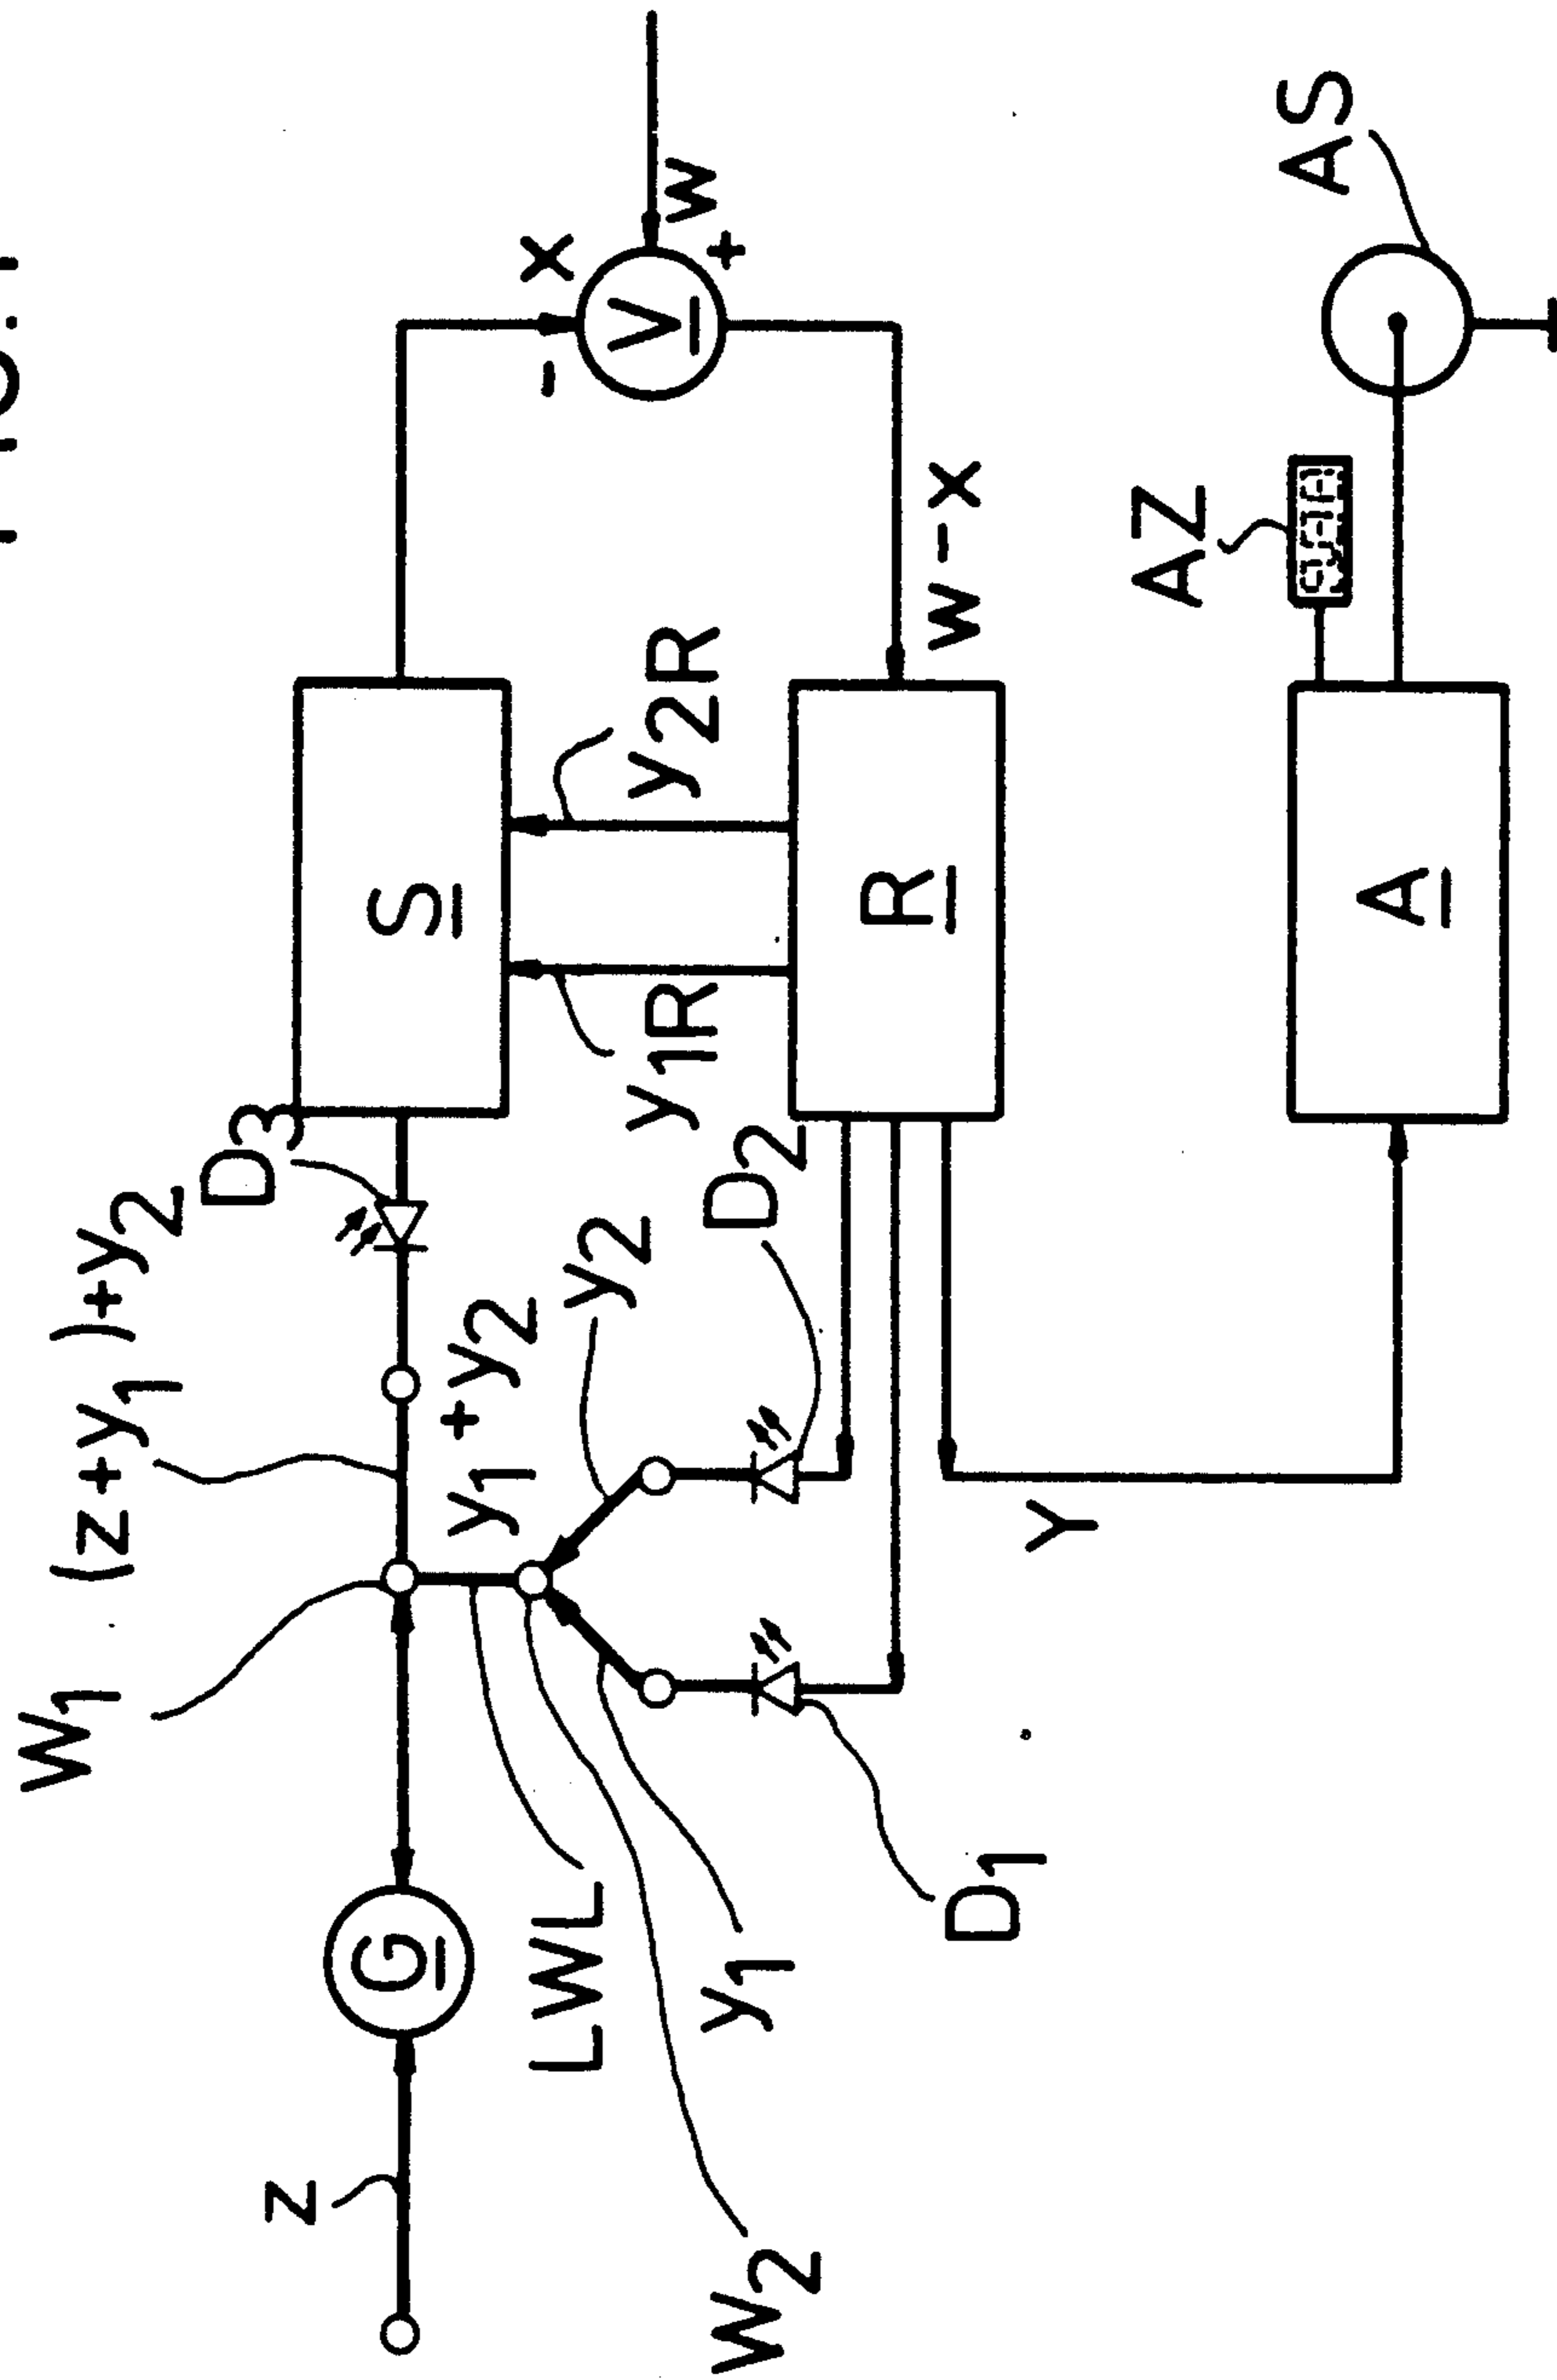 W1
(z+y1)+y2
D3
z
x
-
G
S
V
w
+
LWL
y1+y2
y2
y1R
y2R
W2
y1
D2
R
w-x
D1
Y
AZ
AS
A